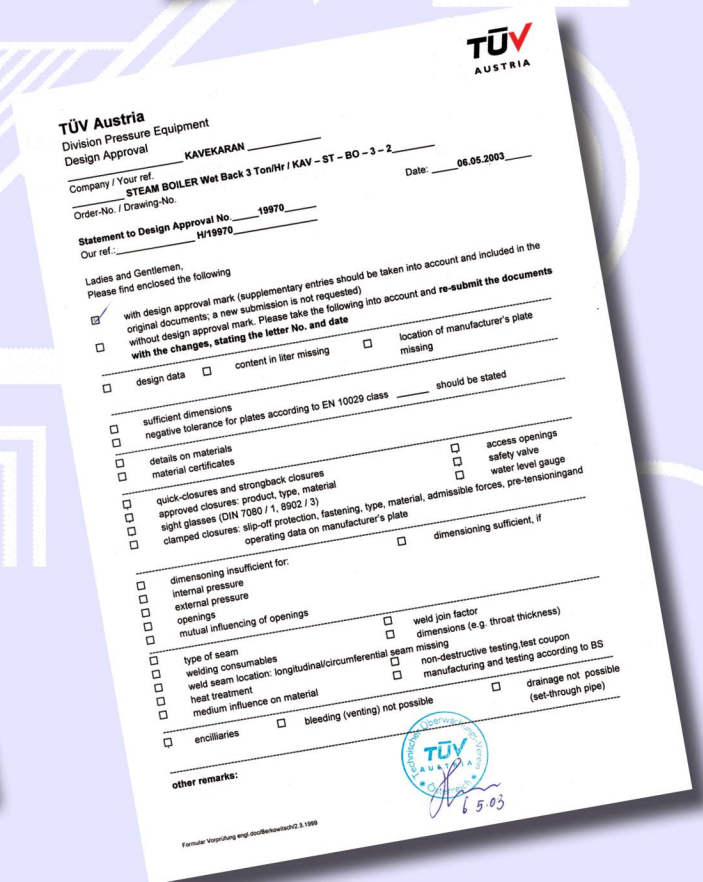 TÜV
AUSTRIA
TÜV Austria
Division Pressure Equipment
Design Approval
KAVEKARAN
Company / Your ref.
STEAM BOILER Wet Back 3 Ton/Hr / KAV – ST – BO – 3 – 2
Order-No. / Drawing-No.
Date: 06.05.2003
Statement to Design Approval No. 19970
Our ref.: H/19970
Ladies and Gentlemen,
Please find enclosed the following
with design approval mark (supplementary entries should be taken into account and included in the
original documents; a new submission is not requested)
without design approval mark. Please take the following into account and re-submit the documents
with the changes, stating the letter No. and date
design data content in liter missing location of manufacturer's plate
missing
sufficient dimensions
negative tolerance for plates according to EN 10029 class ______ should be stated
details on materials
material certificates
quick-closures and strongback closures access openings
approved closures: product, type, material safety valve
sight glasses (DIN 7080 / 1, 8902 / 3) water level gauge
clamped closures: slip-off protection, fastening, type, material, admissible forces, pre-tensioningand
operating data on manufacturer's plate
dimensoning insufficient for: dimensioning sufficient, if
internal pressure
external pressure
openings
mutual influencing of openings
type of seam weld join factor
welding consumables dimensions (e.g. throat thickness)
weld seam location: longitudinal/circumferential seam missing
heat treatment non-destructive testing,test coupon
medium influence on material manufacturing and testing according to BS
encilliaries bleeding (venting) not possible drainage not possible
(set-through pipe)
other remarks:
Technischer Überwachungs-Verein
TÜV
AUSTRIA
Österreich
6 5.03
Formular Vorprüfung engl.doc/Berkowitsch/2.3.1999